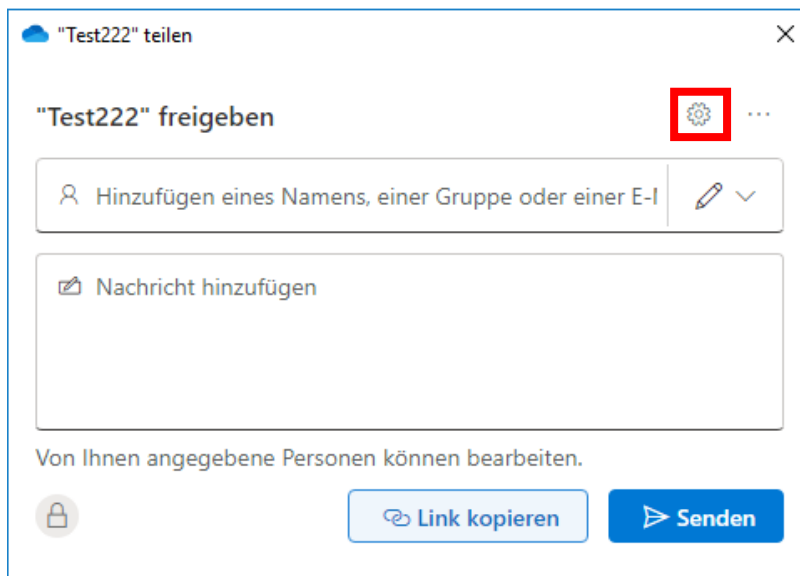 "Test222" teilen
"Test222" freigeben
Hinzufügen eines Namens, einer Gruppe oder einer E-
Nachricht hinzufügen
Von Ihnen angegebene Personen können bearbeiten.
Link kopieren
Senden